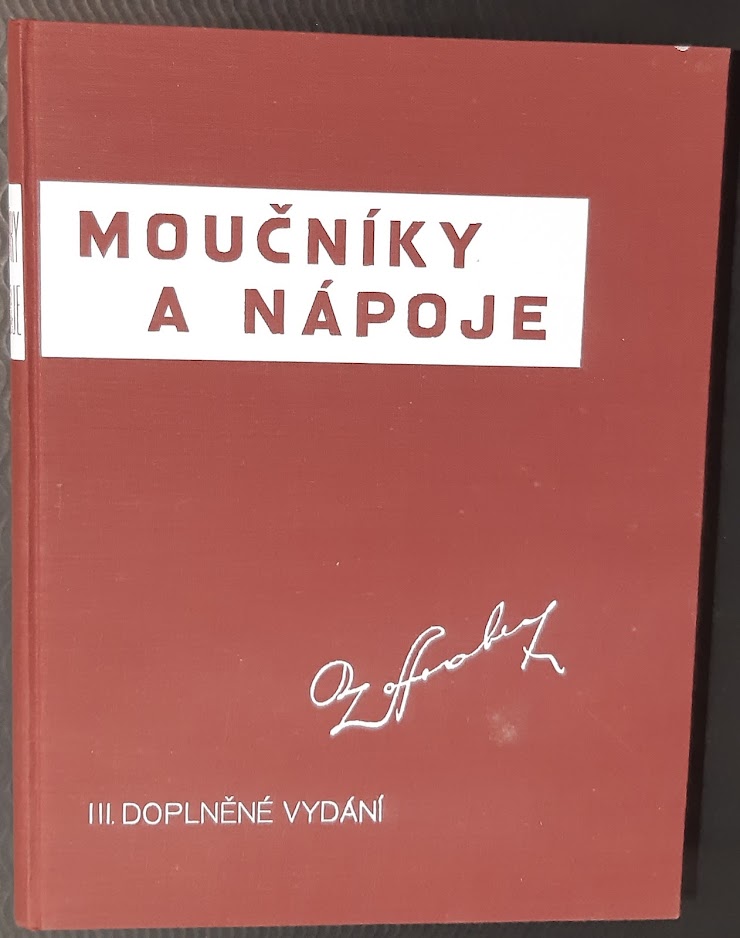 MOUČNÍKY
A NÁPOJE
III. DOPLNĚNÉ VYDÁNÍ